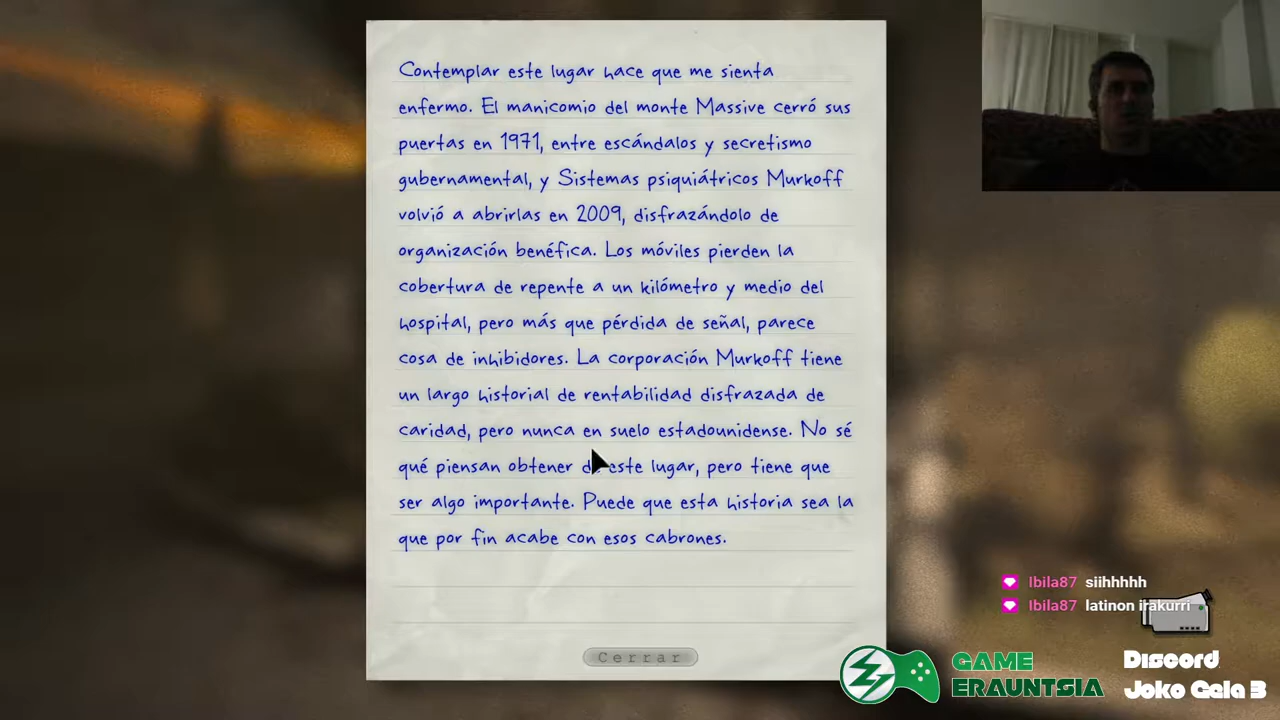 Contemplar este lugar hace que me sienta
enfermo. El manicomio del monte Massive cerró sus
puertas en 1971, entre escándalos y secretismo
gubernamental, y Sistemas psiquiátricos Murkoff
volvió a abrirlas en 2009, disfrazándolo de
organización benéfica. Los móviles pierden la
cobertura de repente a un kilómetro y medio del
hospital, pero más que pérdida de señal, parece
cosa de inhibidores. La corporación Murkoff tiene
un largo historial de rentabilidad disfrazada de
caridad, pero nunca en suelo estadounidense. No sé
qué piensan obtener de este lugar, pero tiene que
ser algo importante. Puede que esta historia sea la
que por fin acabe con esos cabrones.
Cerrar
Ibila87 siihhhhh
Ibila87 latinon irakurri
GAME
ERAUNTSIA
Discord
Joko Gela 3